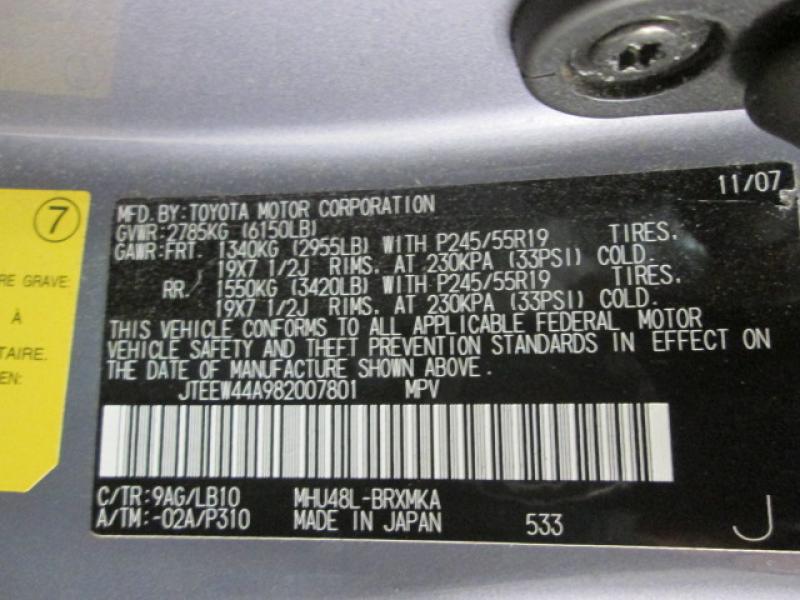 11/07
MFD. BY: TOYOTA MOTOR CORPORATION
GVWR: 2785KG (6150LB)
GAWR: FRT. 1340KG (2955LB) WITH P245/55R19 TIRES.
19X7 1/2J RIMS. AT 230KPA (33PSI) COLD.
RR. 1550KG (3420LB) WITH P245/55R19 TIRES.
19X7 1/2J RIMS. AT 230KPA (33PSI) COLD.
THIS VEHICLE CONFORMS TO ALL APPLICABLE FEDERAL MOTOR
VEHICLE SAFETY AND THEFT PREVENTION STANDARDS IN EFFECT ON
THE DATE OF MANUFACTURE SHOWN ABOVE.
JTEEW44A982007801 MPV
C/TR: 9AG/LB10 MHU48L-BRXMKA
A/TM: -02A/P310 MADE IN JAPAN 533 J
7
RE GRAVE
À
TAIRE.
EN: